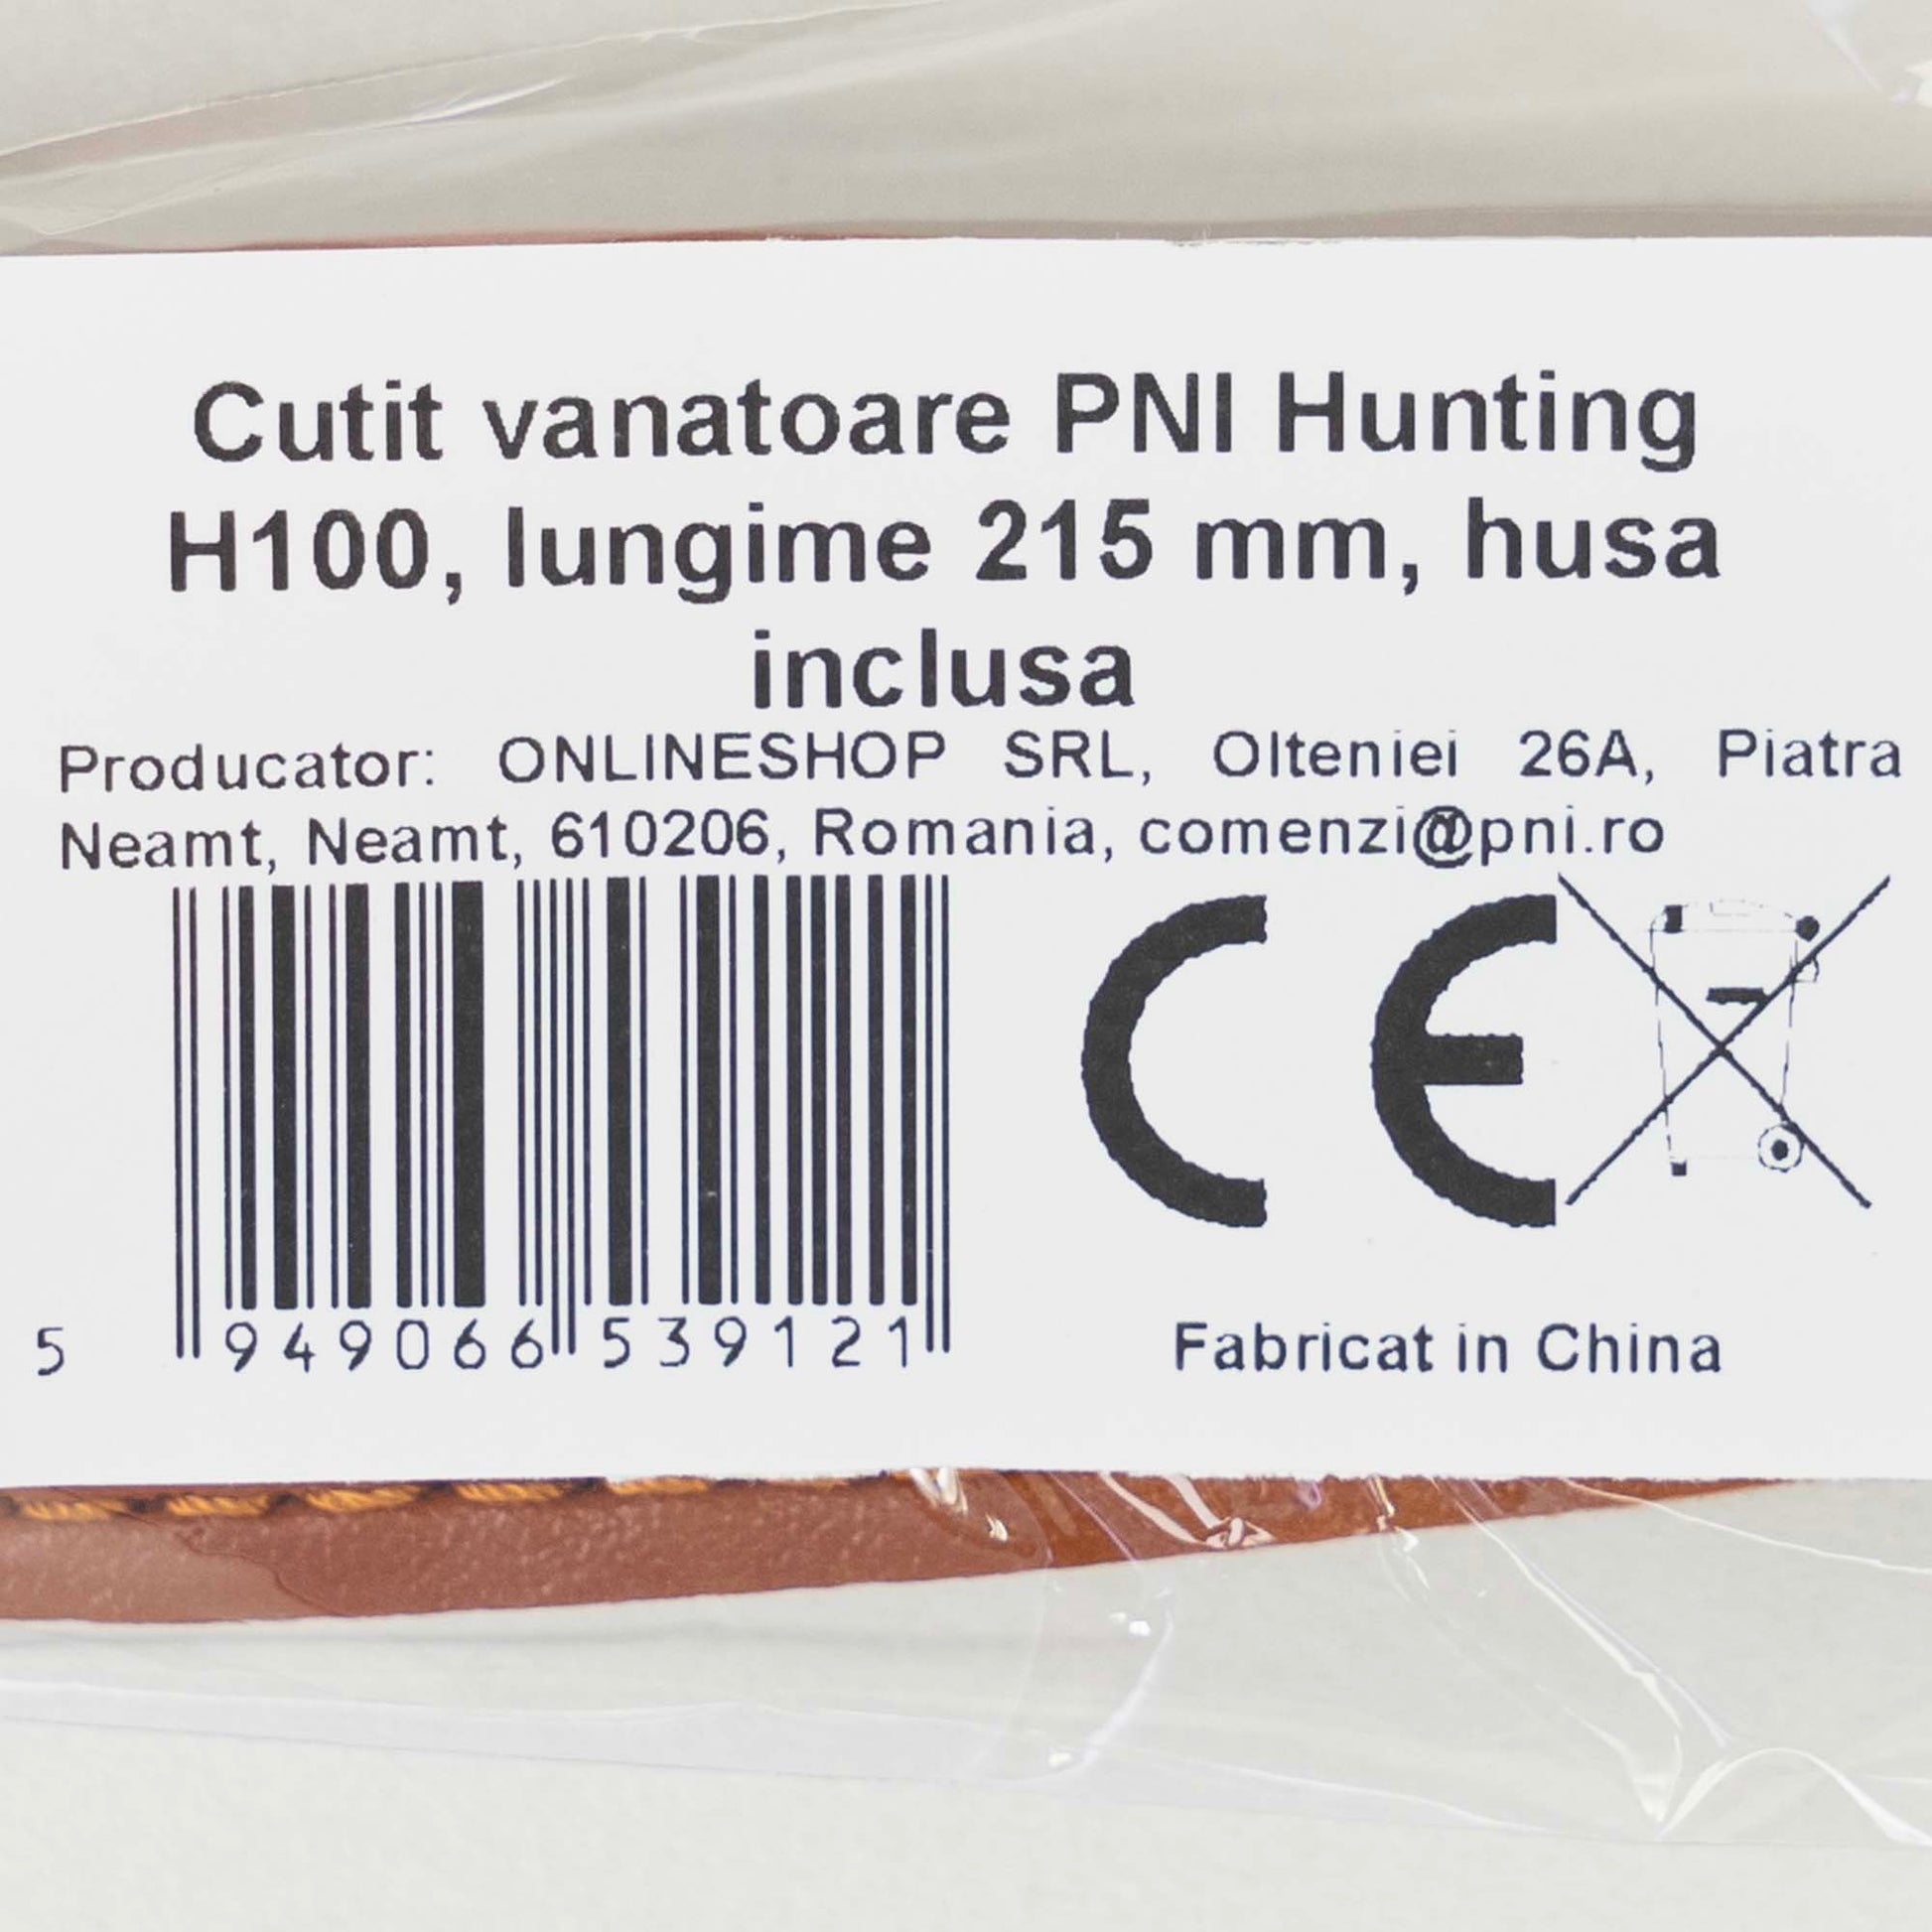 Cutit vanatoare PNI Hunting
H100, lungime 215 mm, husa
inclusa
Producator: ONLINESHOP SRL, Olteniei 26A, Piatra
Neamt, Neamt, 610206, Romania, comenzi@pni.ro
CE
5 949066 539121
Fabricat in China